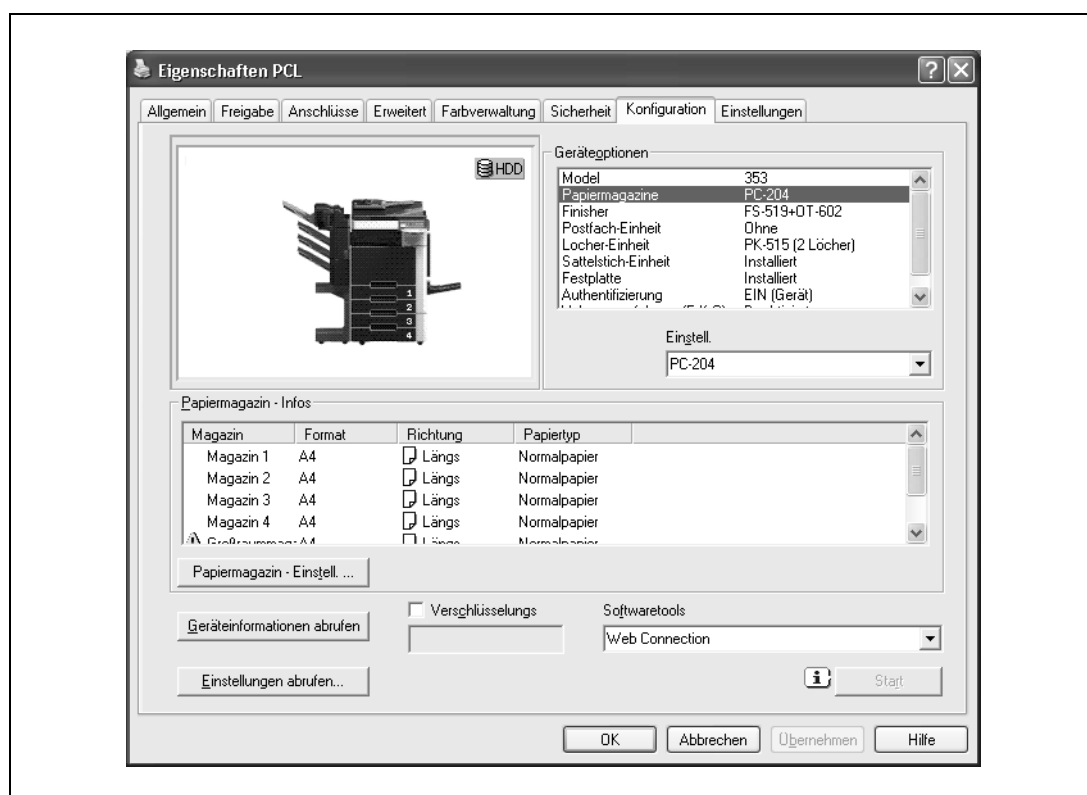 Eigenschaften PCL
Allgemein Freigabe Anschlüsse Erweitert Farbverwaltung Sicherheit Konfiguration Einstellungen
HDD
1
2
3
4
Geräteoptionen
Model 353
Papiermagazine PC-204
Finisher FS-519+OT-602
Postfach-Einheit Ohne
Locher-Einheit PK-515 (2 Löcher)
Sattelstich-Einheit Installiert
Festplatte Installiert
Authentifizierung EIN (Gerät)
Einstell.
PC-204
Papiermagazin - Infos
Magazin Format Richtung Papiertyp
Magazin 1 A4 Längs Normalpapier
Magazin 2 A4 Längs Normalpapier
Magazin 3 A4 Längs Normalpapier
Magazin 4 A4 Längs Normalpapier
A4 Längs Normalpapier
Papiermagazin - Einstell. ...
Geräteinformationen abrufen
Verschlüsselungs
Softwaretools
Web Connection
Einstellungen abrufen...
Start
OK Abbrechen Übernehmen Hilfe